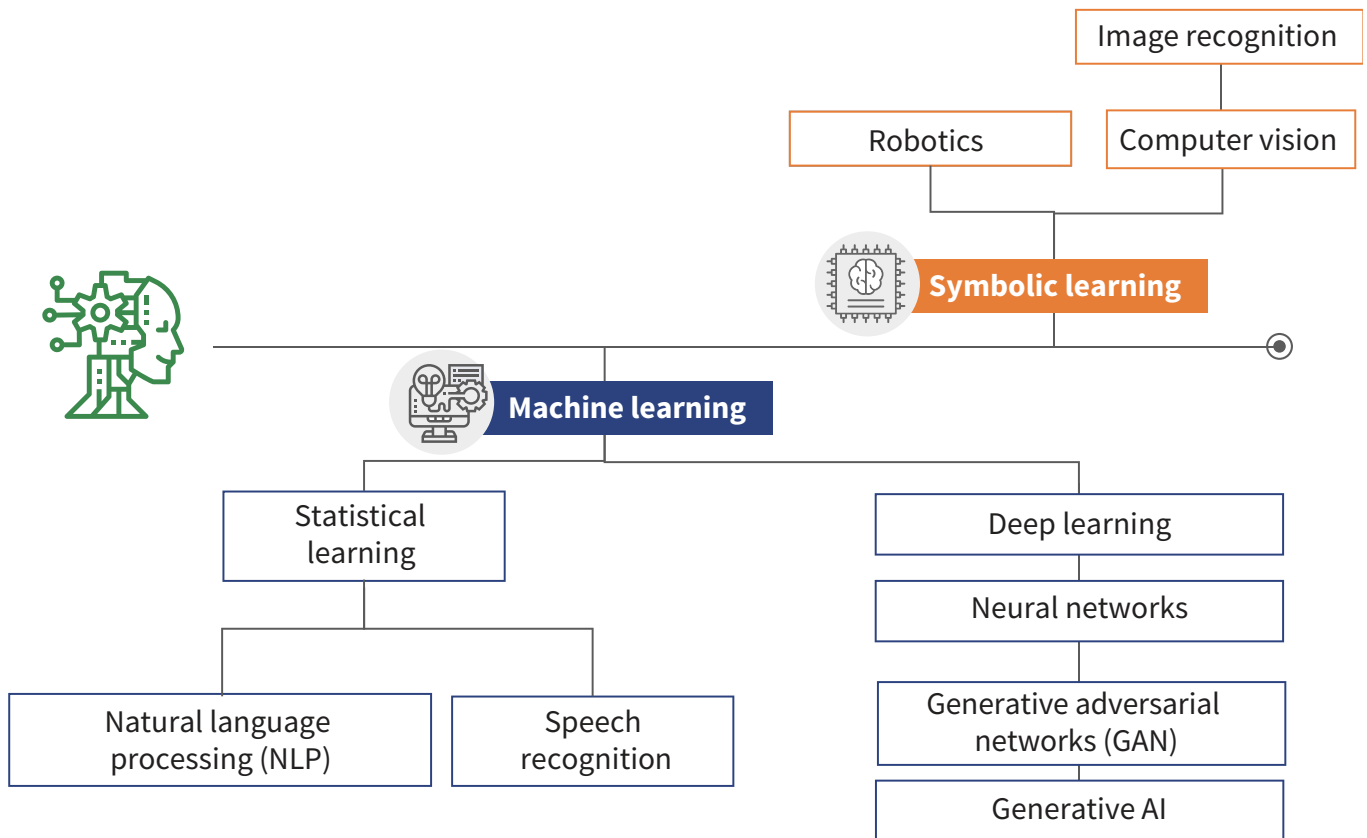 Image recognition
Robotics
Computer vision
Symbolic learning
Machine learning
Statistical
learning
Deep learning
Neural networks
Natural language
processing (NLP)
Speech
recognition
Generative adversarial
networks (GAN)
Generative AI